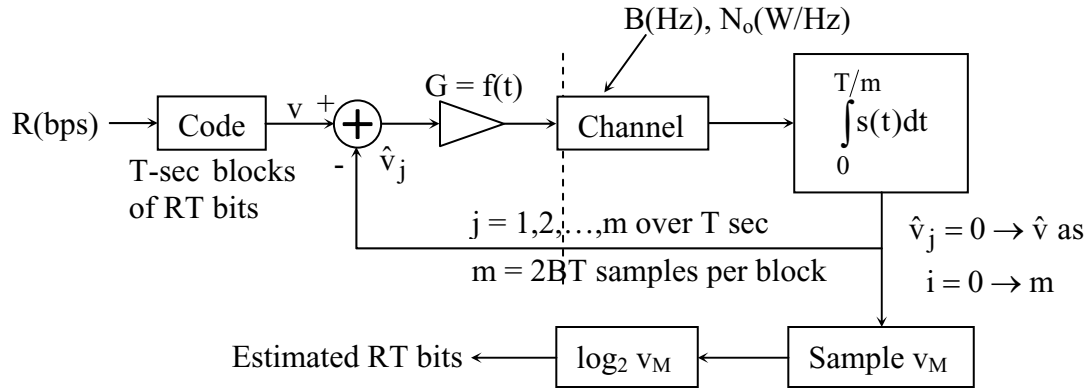 B(Hz), Nₒ(W/Hz)
G = f(t)
R(bps)
Code
v
+
-
v̂ⱼ
Channel
T/m
∫s(t)dt
0
T-sec blocks
of RT bits
j = 1,2,…,m over T sec
m = 2BT samples per block
v̂ⱼ = 0 → v̂ as
i = 0 → m
Estimated RT bits
log₂ v_M
Sample v_M